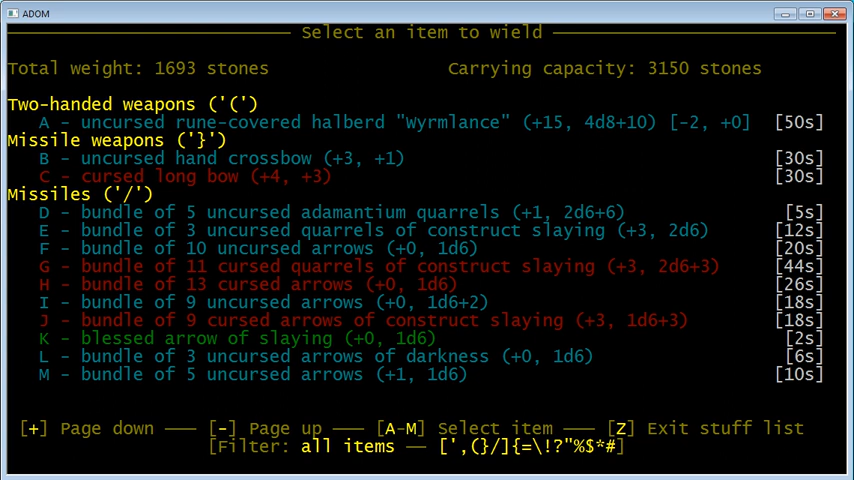 ADOM
Select an item to wield
Total weight: 1693 stones Carrying capacity: 3150 stones
Two-handed weapons ('(')
A - uncursed rune-covered halberd "Wyrmlance" (+15, 4d8+10) [-2, +0] [50s]
Missile weapons ('}')
B - uncursed hand crossbow (+3, +1) [30s]
C - cursed long bow (+4, +3) [30s]
Missiles ('/')
D - bundle of 5 uncursed adamantium quarrels (+1, 2d6+6) [5s]
E - bundle of 3 uncursed quarrels of construct slaying (+3, 2d6) [12s]
F - bundle of 10 uncursed arrows (+0, 1d6) [20s]
G - bundle of 11 cursed quarrels of construct slaying (+3, 2d6+3) [44s]
H - bundle of 13 cursed arrows (+0, 1d6) [26s]
I - bundle of 9 uncursed arrows (+0, 1d6+2) [18s]
J - bundle of 9 cursed arrows of construct slaying (+3, 1d6+3) [18s]
K - blessed arrow of slaying (+0, 1d6) [2s]
L - bundle of 3 uncursed arrows of darkness (+0, 1d6) [6s]
M - bundle of 5 uncursed arrows (+1, 1d6) [10s]
[+] Page down —— [-] Page up —— [A-M] Select item —— [Z] Exit stuff list
[Filter: all items — [',(}/]{=\!?"%$*#]